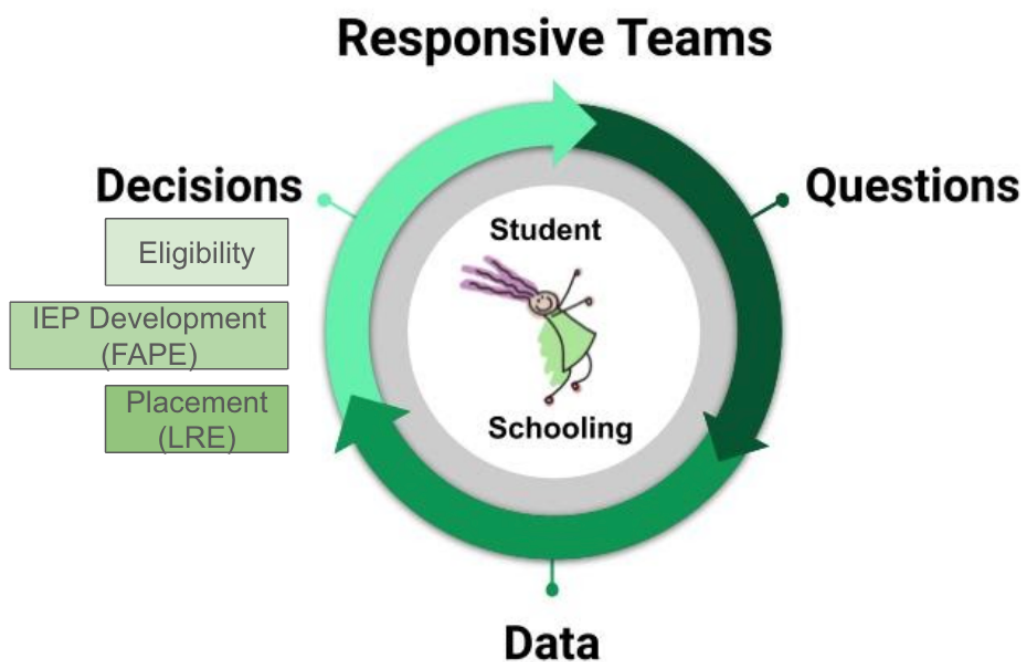 Responsive Teams
Decisions
Questions
Eligibility
IEP Development
(FAPE)
Placement
(LRE)
Student
Schooling
Data